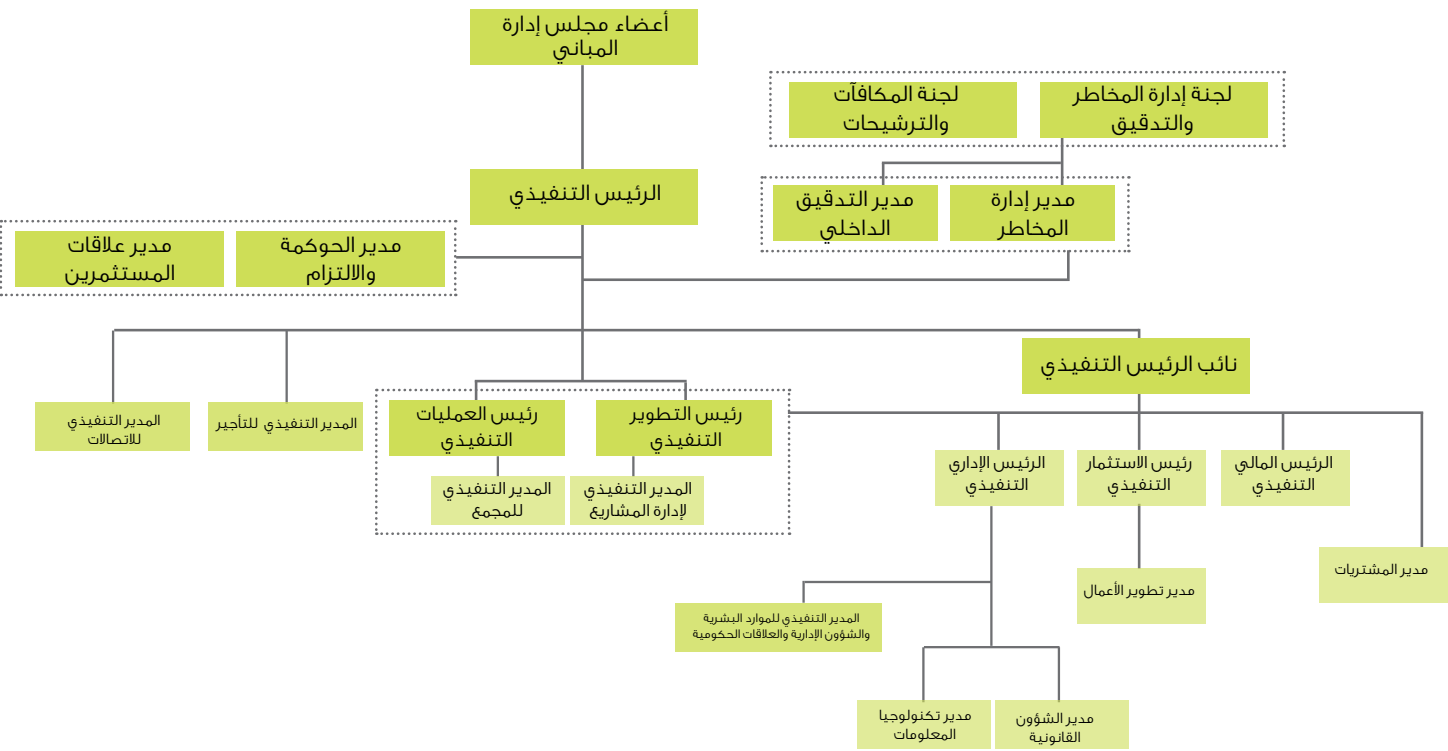 أعضاء مجلس إدارة
المباني
لجنة إدارة المخاطر
والتدقيق
لجنة المكافآت
والترشيحات
الرئيس التنفيذي
مدير إدارة
المخاطر
مدير التدقيق
الداخلي
مدير الحوكمة
والالتزام
مدير علاقات
المستثمرين
نائب الرئيس التنفيذي
رئيس التطوير
التنفيذي
رئيس العمليات
التنفيذي
المدير التنفيذي للتأجير
المدير التنفيذي
للاتصالات
الرئيس المالي
التنفيذي
رئيس الاستثمار
التنفيذي
الرئيس الإداري
التنفيذي
المدير التنفيذي
لإدارة المشاريع
المدير التنفيذي
للمجمع
مدير المشتريات
مدير تطوير الأعمال
المدير التنفيذي للموارد البشرية
والشؤون الإدارية والعلاقات الحكومية
مدير الشؤون
القانونية
مدير تكنولوجيا
المعلومات